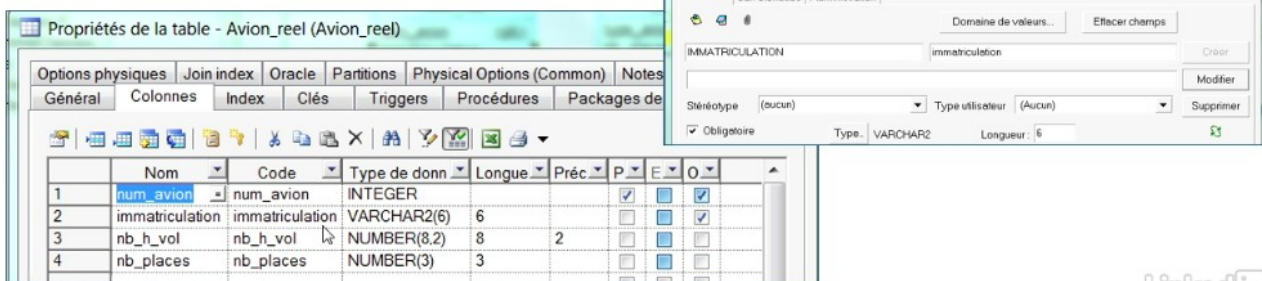 Propriétés de la table - Avion_reel (Avion_reel)
Options physiques Join index Oracle Partitions Physical Options (Common) Notes
Général Colonnes Index Clés Triggers Procédures Packages de
Nom Code Type de donn Longue Préc P E O
1 num_avion num_avion INTEGER
2 immatriculation immatriculation VARCHAR2(6) 6
3 nb_h_vol nb_h_vol NUMBER(8,2) 8 2
4 nb_places nb_places NUMBER(3) 3
Domaine de valeurs... Effacer champs
IMMATRICULATION immatriculation Créer
Modifier
Stéréotype (aucun) Type utilisateur (Aucun) Supprimer
Obligatoire Type.. VARCHAR2 Longueur : 6